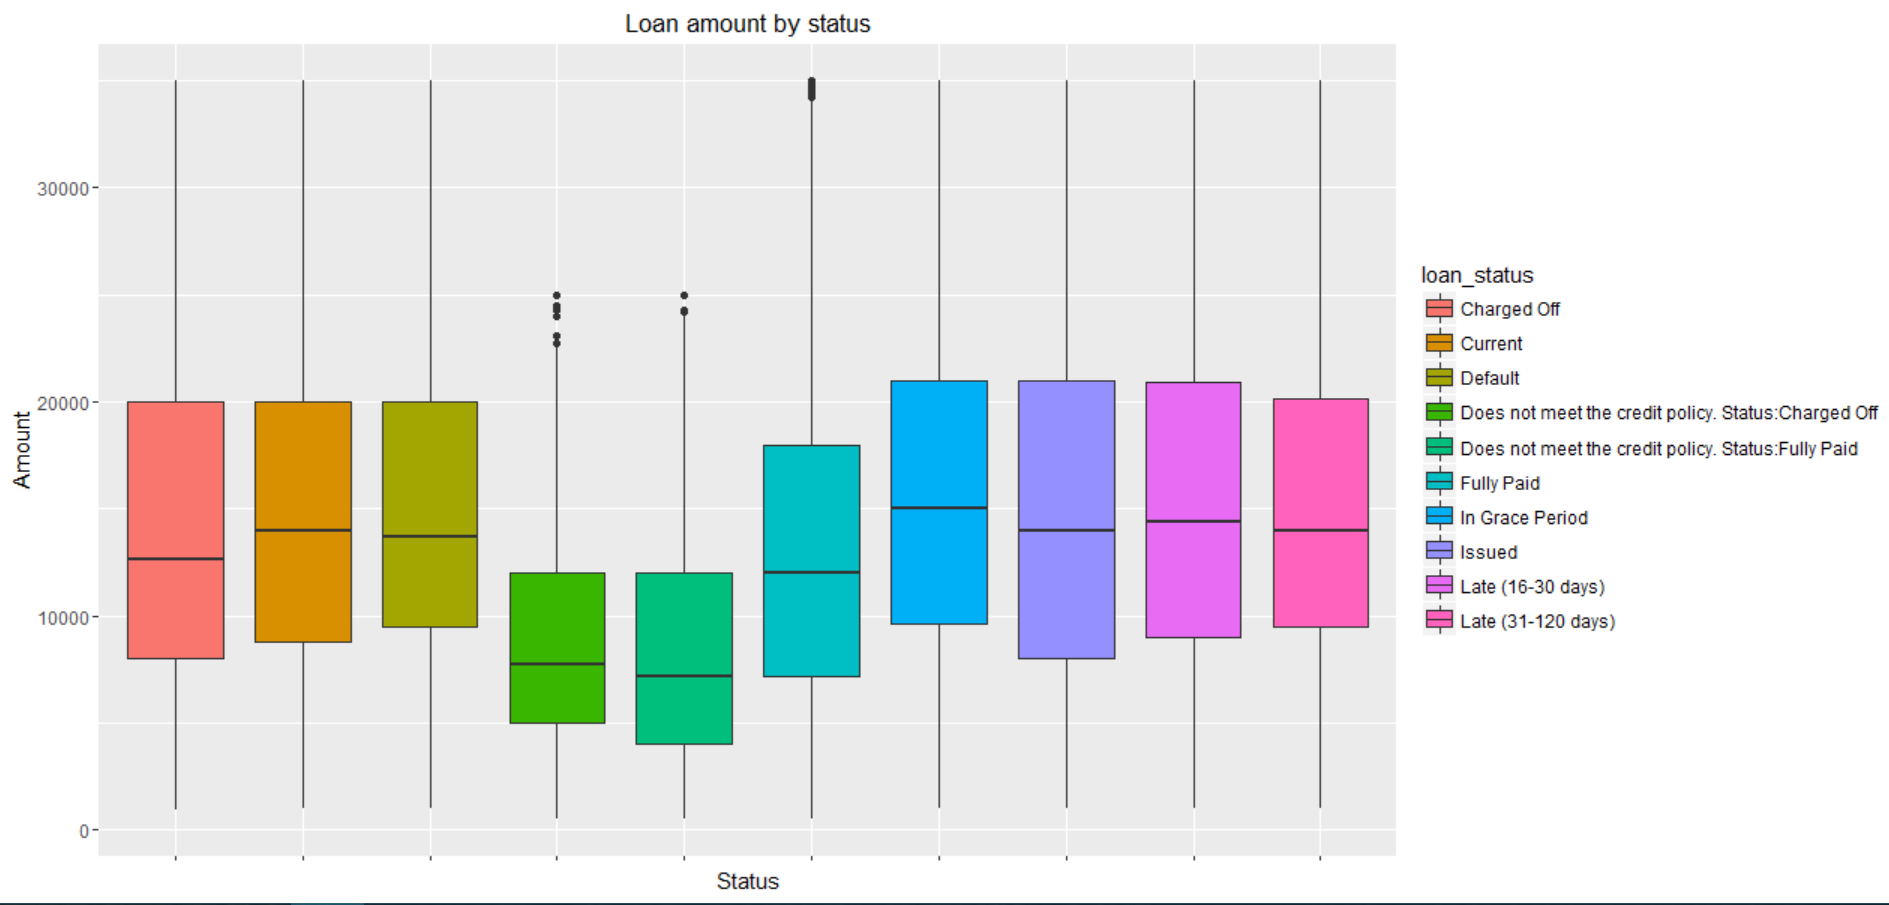 Loan amount by status
30000
20000
10000
0
Amount
Status
loan_status
Charged Off
Current
Default
Does not meet the credit policy. Status:Charged Off
Does not meet the credit policy. Status:Fully Paid
Fully Paid
In Grace Period
Issued
Late (16-30 days)
Late (31-120 days)